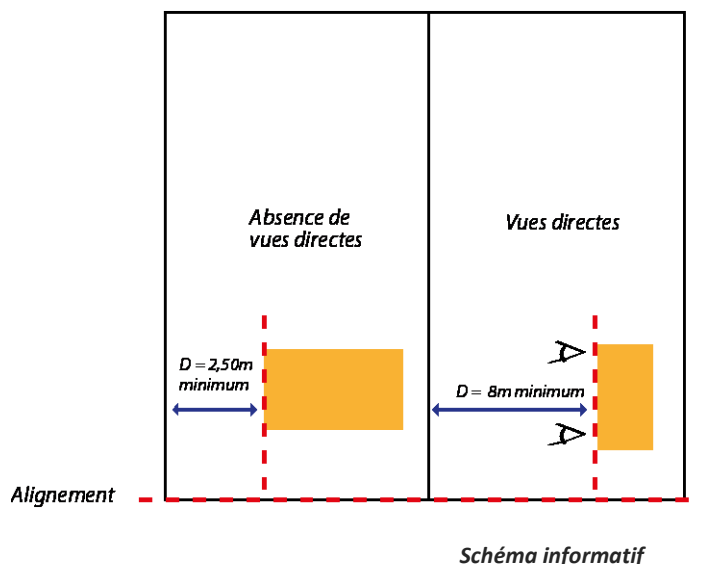 Absence de
vues directes
Vues directes
D = 2,50m
minimum
D = 8m minimum
Alignement
Schéma informatif